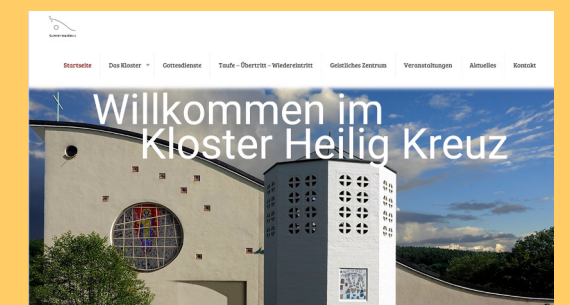 Startseite Das Kloster Gottesdienste Taufe – Übertritt – Wiedereintritt Geistliches Zentrum Veranstaltungen Aktuelles Kontakt
Willkommen im
Kloster Heilig Kreuz